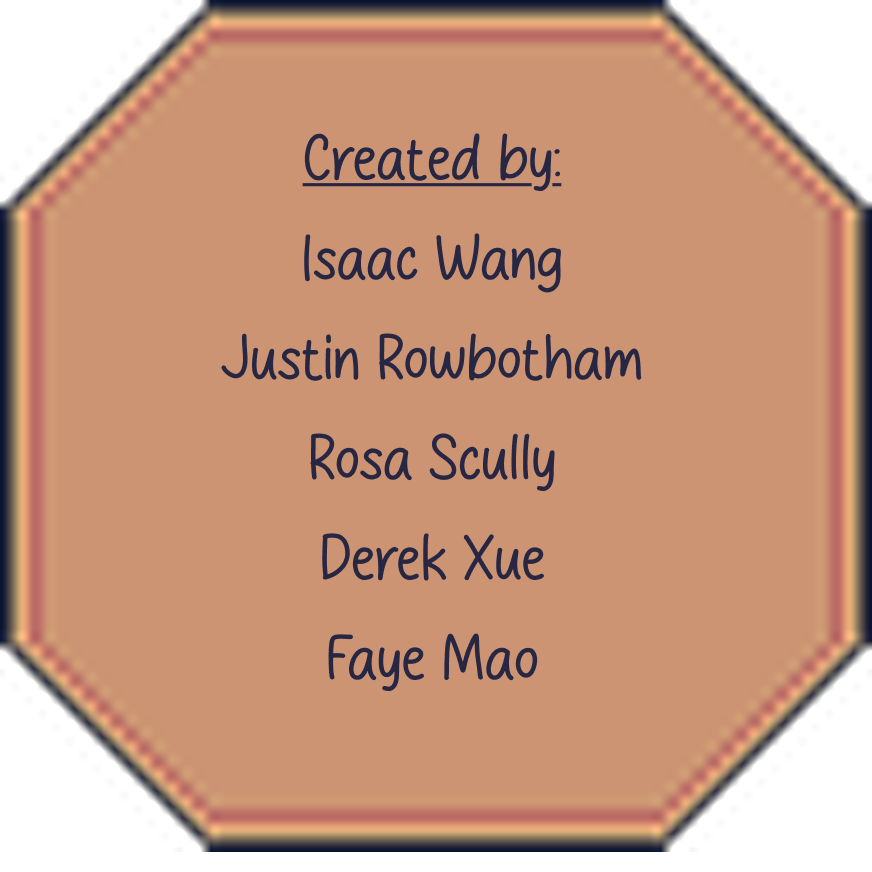 Created by:
Isaac Wang
Justin Rowbotham
Rosa Scully
Derek Xue
Faye Mao